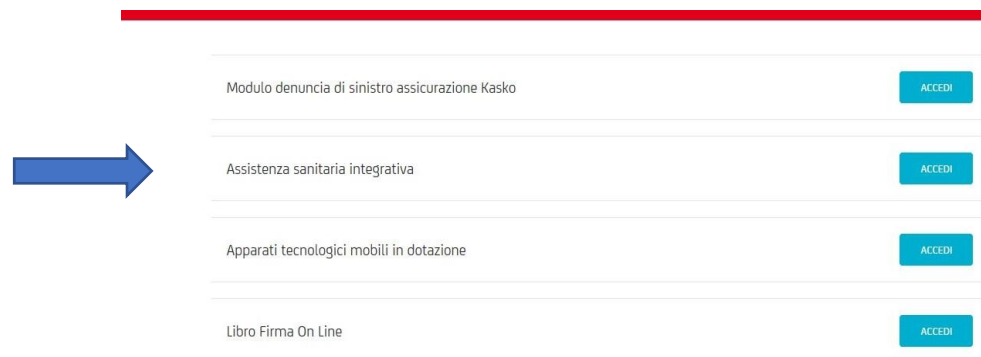 Modulo denuncia di sinistro assicurazione Kasko ACCEDI
Assistenza sanitaria integrativa ACCEDI
Apparati tecnologici mobili in dotazione ACCEDI
Libro Firma On Line ACCEDI